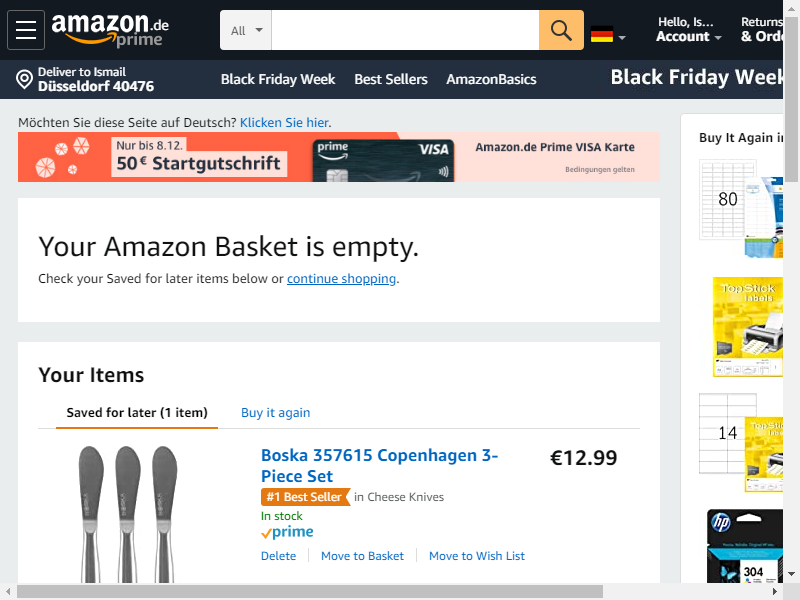 amazon.de
prime
All
Hello, Is...
Account
Returns
& Orde
Deliver to Ismail
Düsseldorf 40476
Black Friday Week
Best Sellers
AmazonBasics
Black Friday Week
Möchten Sie diese Seite auf Deutsch? Klicken Sie hier.
Nur bis 8.12.
50€ Startgutschrift
prime
VISA
Amazon.de Prime VISA Karte
Bedingungen gelten
Your Amazon Basket is empty.
Check your Saved for later items below or continue shopping.
Your Items
Saved for later (1 item)
Buy it again
Boska 357615 Copenhagen 3-
Piece Set
#1 Best Seller in Cheese Knives
In stock
prime
Delete
Move to Basket
Move to Wish List
€12.99
Buy It Again in
80
TopStick
labels
14
TopStick
labels
hp
304